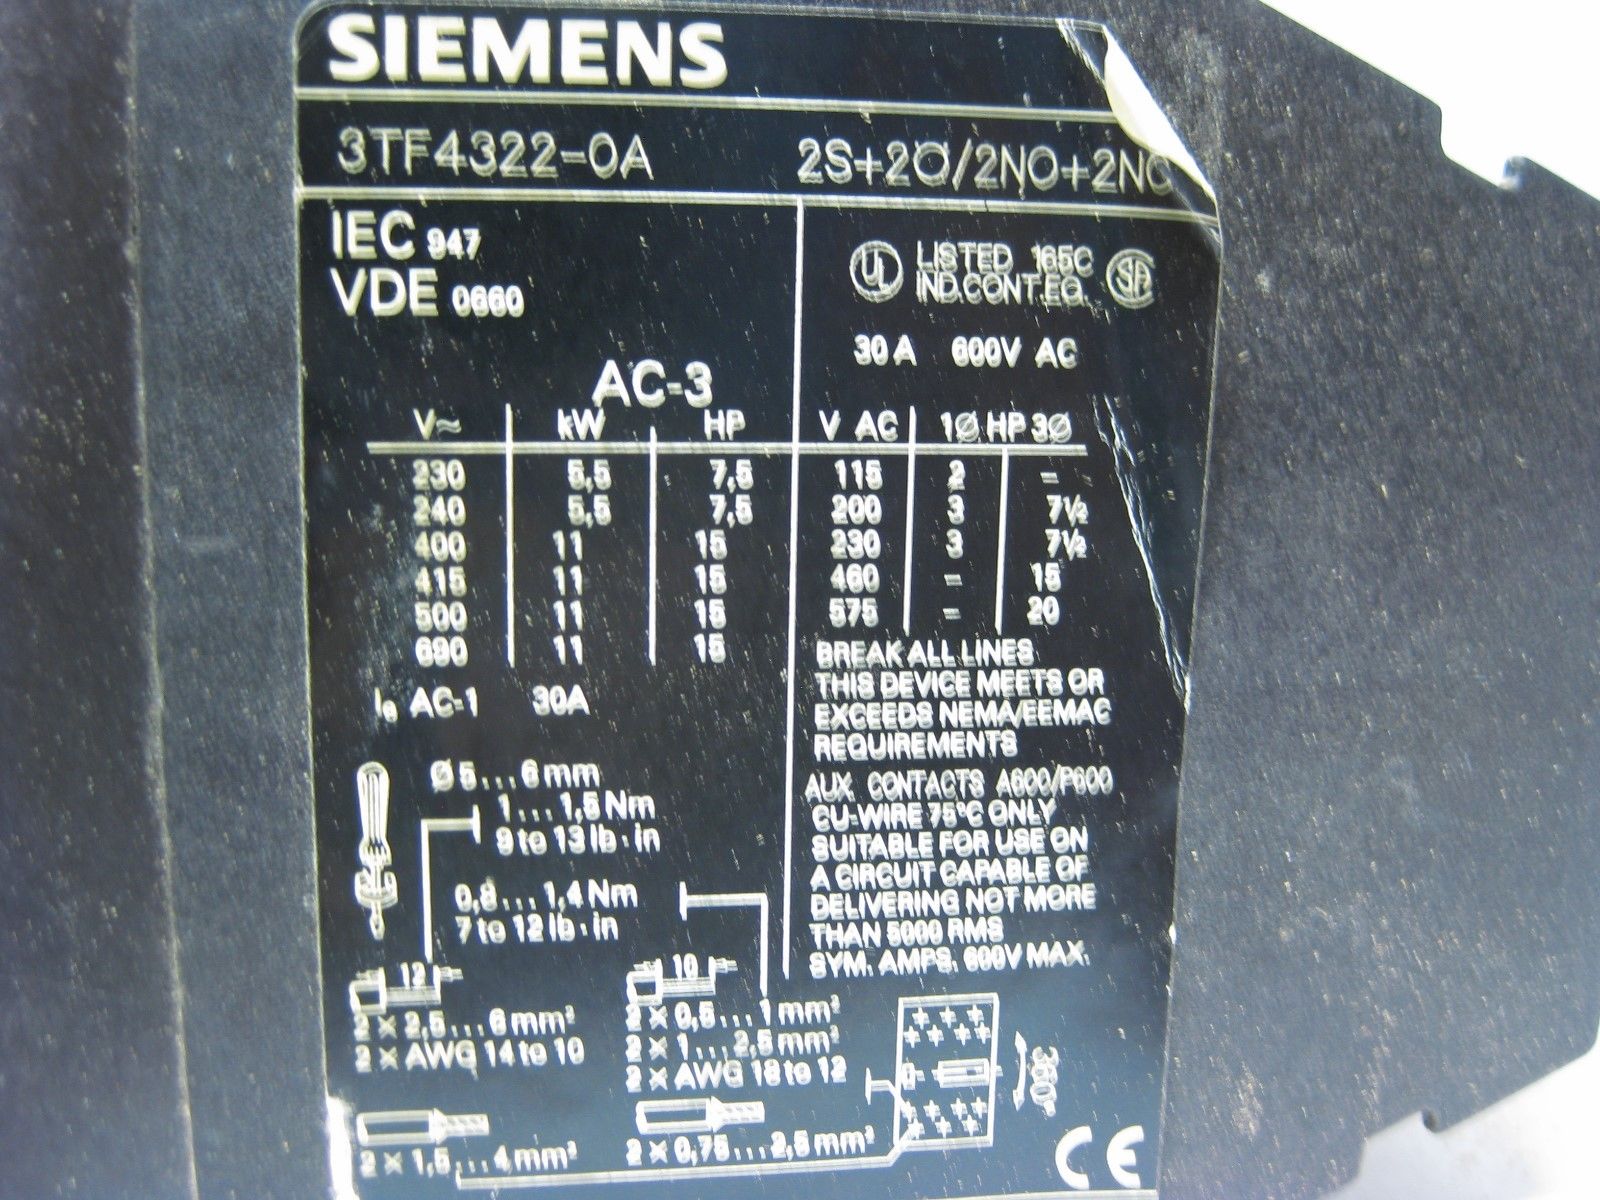 SIEMENS
3TF4322-0A 2S+2Ö/2NO+2NC
IEC 947
VDE 0660
AC-3
V~ kW HP
230 5,5 7,5
240 5,5 7,5
400 11 15
415 11 15
500 11 15
690 11 15
Ie AC-1 30A
Ø 5...6 mm
1...1,5 Nm
9 to 13 lb·in
0,8...1,4 Nm
7 to 12 lb·in
12
2 x 2,5...6 mm²
2 x AWG 14 to 10
10
2 x 0,5...1 mm²
2 x 1...2,5 mm²
2 x AWG 18 to 12
2 x 1,5...4 mm²
2 x 0,75...2,5 mm²
UL LISTED 165C SA
IND.CONT.EQ.
30 A 600V AC
V AC 1Ø HP 3Ø
115 2 -
200 3 7½
230 3 7½
460 - 15
575 - 20
BREAK ALL LINES
THIS DEVICE MEETS OR
EXCEEDS NEMA/EEMAC
REQUIREMENTS
AUX. CONTACTS A600/P600
CU-WIRE 75°C ONLY
SUITABLE FOR USE ON
A CIRCUIT CAPABLE OF
DELIVERING NOT MORE
THAN 5000 RMS
SYM. AMPS. 600V MAX.
360°
CE